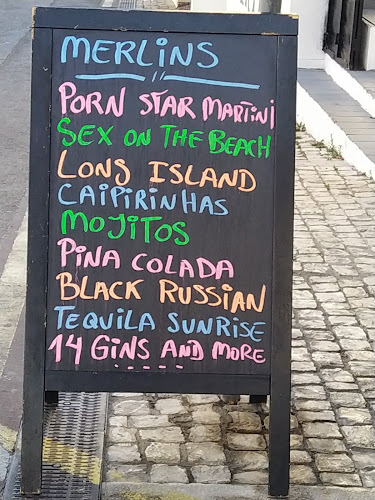 MERLINS
PORN STAR MARTINI
SEX ON THE BEACH
LONG ISLAND
CAIPIRINHAS
MOJITOS
PINA COLADA
BLACK RUSSIAN
TEQUILA SUNRISE
14 GINS AND MORE